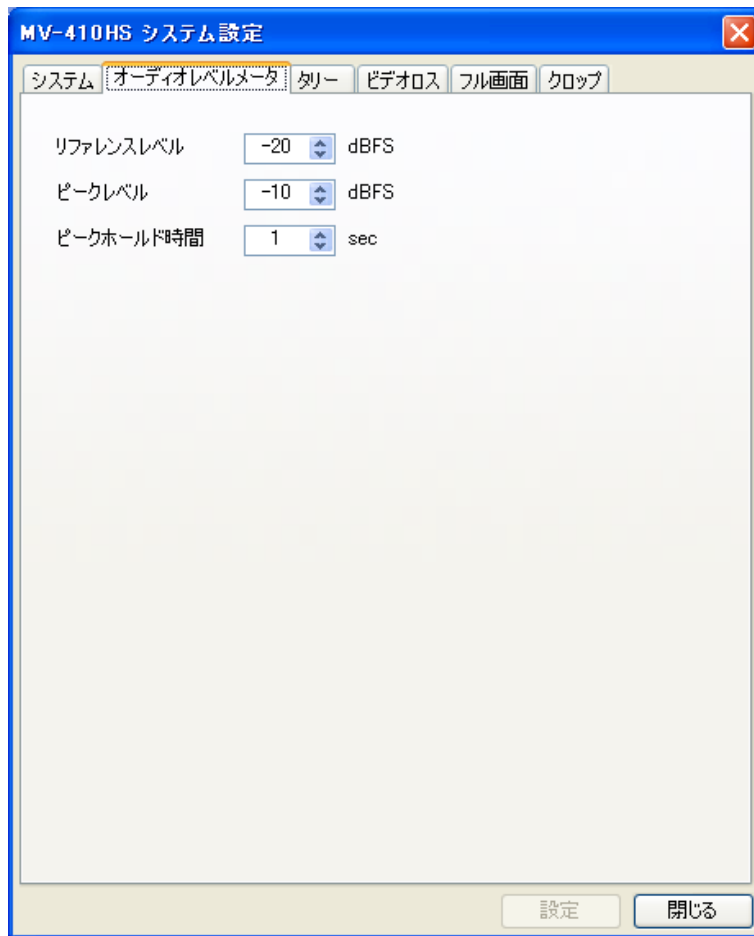 MV-410HS システム設定
システム オーディオレベルメータ タリー ビデオロス フル画面 クロップ
リファレンスレベル -20 dBFS
ピークレベル -10 dBFS
ピークホールド時間 1 sec
設定 閉じる